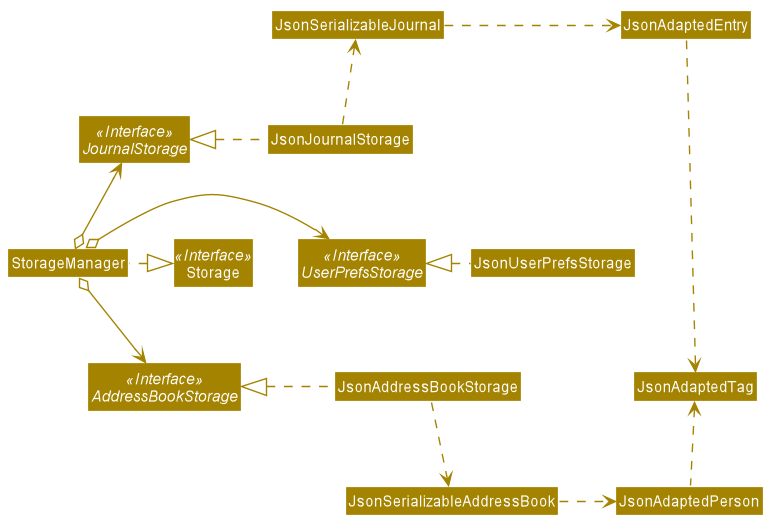 JsonSerializableJournal
JsonAdaptedEntry
«Interface»
JournalStorage
JsonJournalStorage
StorageManager
«Interface»
Storage
«Interface»
UserPrefsStorage
JsonUserPrefsStorage
«Interface»
AddressBookStorage
JsonAddressBookStorage
JsonAdaptedTag
JsonSerializableAddressBook
JsonAdaptedPerson